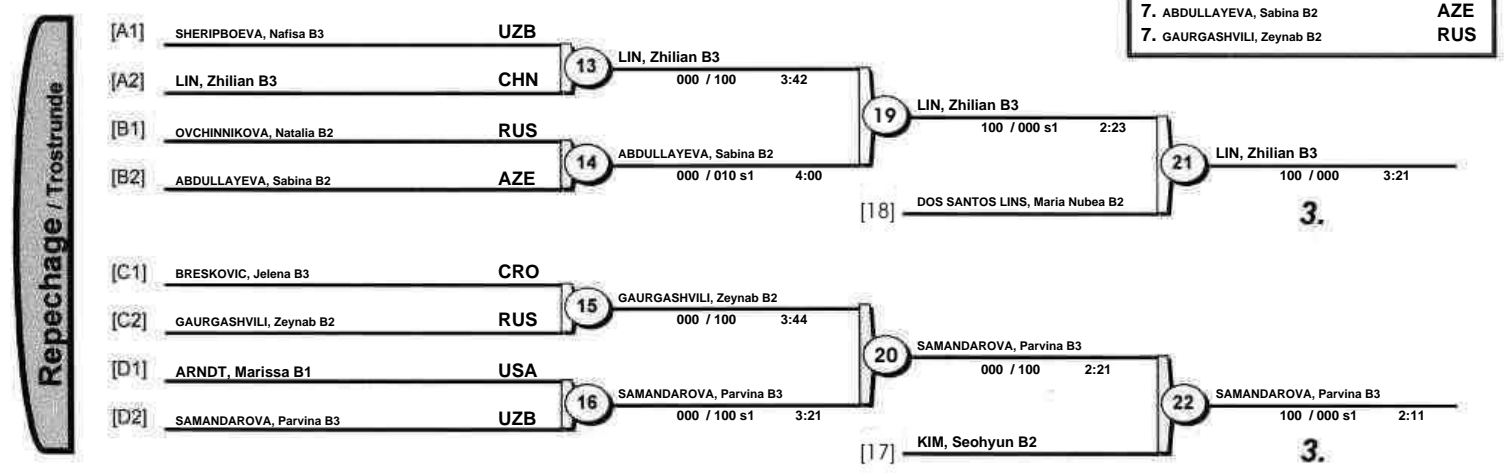 7. ABDULLAYEVA, Sabina B2 AZE
7. GAURGASHVILI, Zeynab B2 RUS
Repechage / Trostrunde
[A1] SHERIPBOEVA, Nafisa B3 UZB
13 LIN, Zhilian B3
000 / 100 3:42
[A2] LIN, Zhilian B3 CHN
19 LIN, Zhilian B3
100 / 000 s1 2:23
[B1] OVCHINNIKOVA, Natalia B2 RUS
14 ABDULLAYEVA, Sabina B2
000 / 010 s1 4:00
[B2] ABDULLAYEVA, Sabina B2 AZE
21 LIN, Zhilian B3
100 / 000 3:21
[18] DOS SANTOS LINS, Maria Nubea B2
3.
[C1] BRESKOVIC, Jelena B3 CRO
15 GAURGASHVILI, Zeynab B2
000 / 100 3:44
[C2] GAURGASHVILI, Zeynab B2 RUS
20 SAMANDAROVA, Parvina B3
000 / 100 2:21
[D1] ARNDT, Marissa B1 USA
16 SAMANDAROVA, Parvina B3
000 / 100 s1 3:21
[D2] SAMANDAROVA, Parvina B3 UZB
22 SAMANDAROVA, Parvina B3
100 / 000 s1 2:11
[17] KIM, Seohyun B2
3.